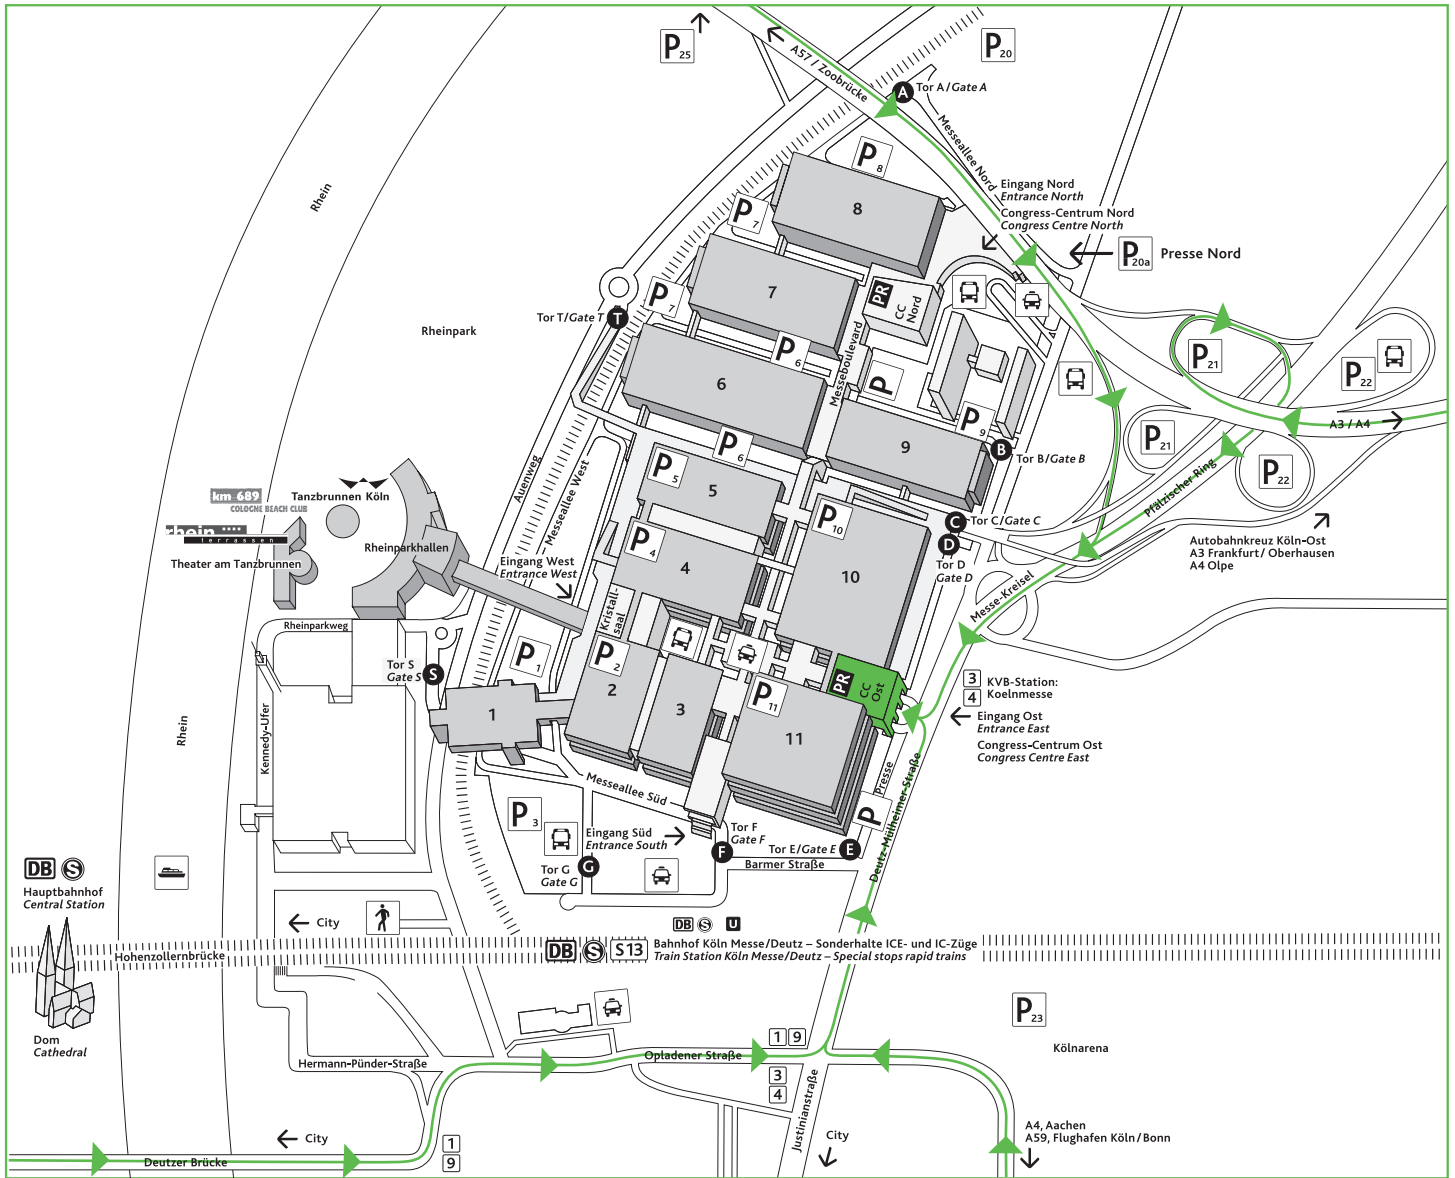 P25
P20
A57 / Zoobrücke
A
Tor A / Gate A
Messeallee Nord
P8
Eingang Nord
Entrance North
Congress-Centrum Nord
Congress Centre North
P20a
Presse Nord
Rhein
8
P7
7
P7
PR
CC
Nord
Tor T/Gate T
T
Rheinpark
Messeboulevard
P6
6
P
P21
P22
A3 / A4
P9
9
B
Tor B/Gate B
P21
P22
Pfälzischer Ring
Auenweg
Messeallee West
P6
P5
5
km 689
COLOGNE BEACH CLUB
Tanzbrunnen Köln
rhein
terrassen
Theater am Tanzbrunnen
Rheinparkhallen
P10
10
C
Tor C/Gate C
D
Tor D
Gate D
Autobahnkreuz Köln-Ost
A3 Frankfurt / Oberhausen
A4 Olpe
P4
4
Eingang West
Entrance West
Kristall-
saal
Messe-Kreisel
Rheinparkweg
Tor S
Gate S
S
P1
P2
2
1
3
P11
11
PR
CC
Ost
3
4
KVB-Station:
Koelnmesse
Eingang Ost
Entrance East
Congress-Centrum Ost
Congress Centre East
Rhein
Kennedy-Ufer
Messeallee Süd
Presse
P
Deutz-Mülheimer-Straße
P3
Eingang Süd
Entrance South
Tor F
Gate F
F
Tor E/Gate E
E
Barmer Straße
Tor G
Gate G
G
DB S
Hauptbahnhof
Central Station
City
DB S U
Hohenzollernbrücke
DB S S13
Bahnhof Köln Messe/Deutz – Sonderhalte ICE- und IC-Züge
Train Station Köln Messe/Deutz – Special stops rapid trains
Dom
Cathedral
P23
Kölnarena
Hermann-Pünder-Straße
Opladener Straße
1 9
3
4
Justinianstraße
City
1
9
City
Deutzer Brücke
A4, Aachen
A59, Flughafen Köln / Bonn